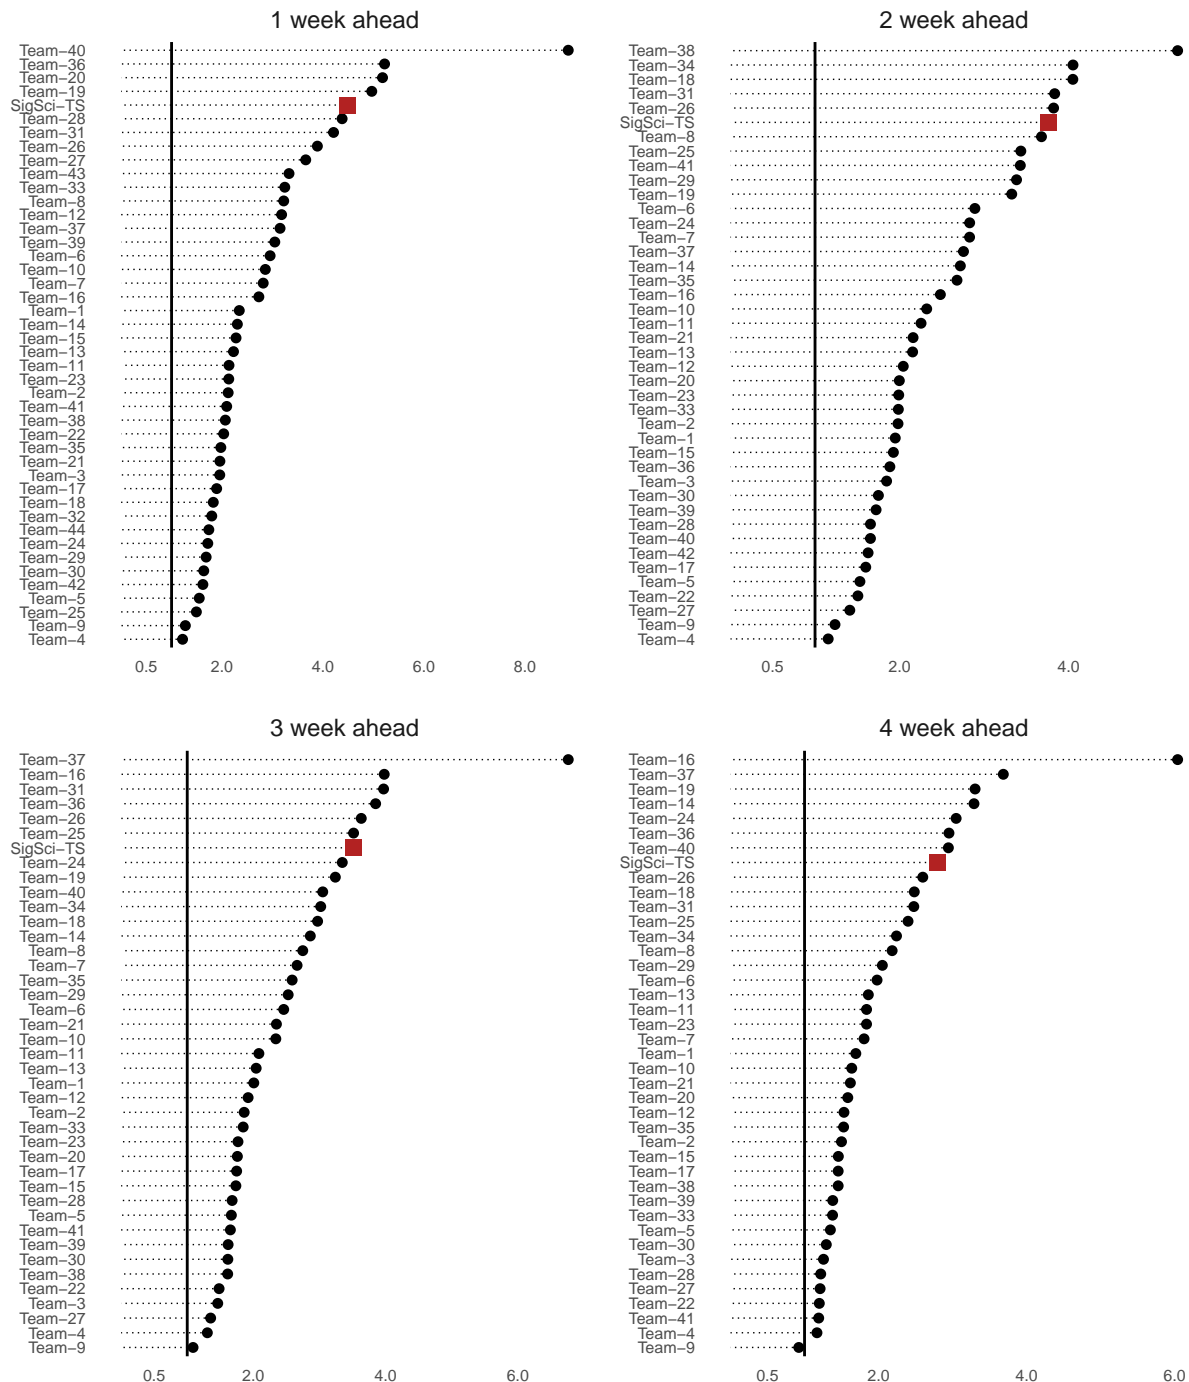 1 week ahead
Team−40
Team−36
Team−20
Team−19
SigSci−TS
Team−28
Team−31
Team−26
Team−27
Team−43
Team−33
Team−8
Team−12
Team−37
Team−39
Team−6
Team−10
Team−7
Team−16
Team−1
Team−14
Team−15
Team−13
Team−11
Team−23
Team−2
Team−41
Team−38
Team−22
Team−35
Team−21
Team−3
Team−17
Team−18
Team−32
Team−44
Team−24
Team−29
Team−30
Team−42
Team−5
Team−25
Team−9
Team−4
0.5 2.0 4.0 6.0 8.0
2 week ahead
Team−38
Team−34
Team−18
Team−31
Team−26
SigSci−TS
Team−8
Team−25
Team−41
Team−29
Team−19
Team−6
Team−24
Team−7
Team−37
Team−14
Team−35
Team−16
Team−10
Team−11
Team−21
Team−13
Team−12
Team−20
Team−23
Team−33
Team−2
Team−1
Team−15
Team−36
Team−3
Team−30
Team−39
Team−28
Team−40
Team−42
Team−17
Team−5
Team−22
Team−27
Team−9
Team−4
0.5 2.0 4.0
3 week ahead
Team−37
Team−16
Team−31
Team−36
Team−26
Team−25
SigSci−TS
Team−24
Team−19
Team−40
Team−34
Team−18
Team−14
Team−8
Team−7
Team−35
Team−29
Team−6
Team−21
Team−10
Team−11
Team−13
Team−1
Team−12
Team−2
Team−33
Team−23
Team−20
Team−17
Team−15
Team−28
Team−5
Team−41
Team−39
Team−30
Team−38
Team−22
Team−3
Team−27
Team−4
Team−9
0.5 2.0 4.0 6.0
4 week ahead
Team−16
Team−37
Team−19
Team−14
Team−24
Team−36
Team−40
SigSci−TS
Team−26
Team−18
Team−31
Team−25
Team−34
Team−8
Team−29
Team−6
Team−13
Team−11
Team−23
Team−7
Team−1
Team−10
Team−21
Team−20
Team−12
Team−35
Team−2
Team−15
Team−17
Team−38
Team−39
Team−33
Team−5
Team−30
Team−3
Team−28
Team−27
Team−22
Team−41
Team−4
Team−9
0.5 2.0 4.0 6.0